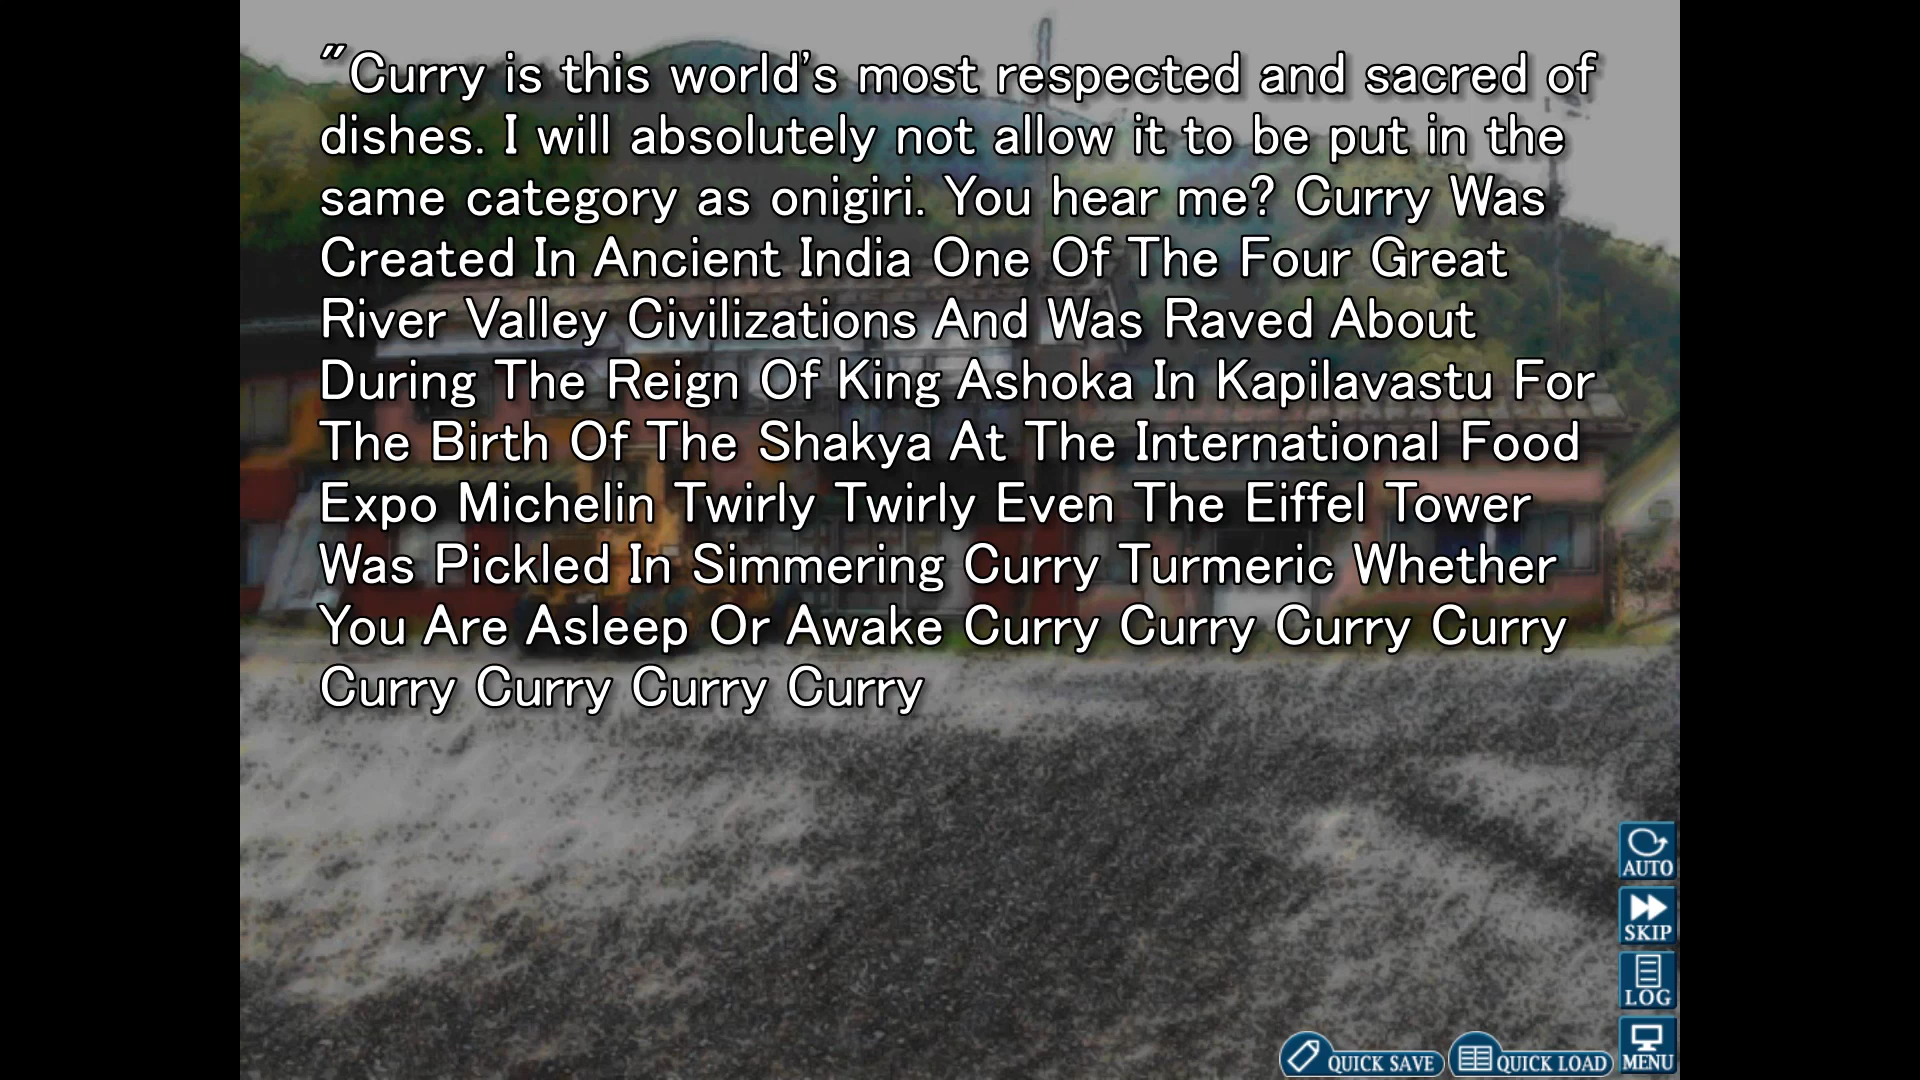 "Curry is this world's most respected and sacred of
dishes. I will absolutely not allow it to be put in the
same category as onigiri. You hear me? Curry Was
Created In Ancient India One Of The Four Great
River Valley Civilizations And Was Raved About
During The Reign Of King Ashoka In Kapilavastu For
The Birth Of The Shakya At The International Food
Expo Michelin Twirly Twirly Even The Eiffel Tower
Was Pickled In Simmering Curry Turmeric Whether
You Are Asleep Or Awake Curry Curry Curry Curry
Curry Curry Curry Curry
AUTO
SKIP
LOG
MENU
QUICK SAVE
QUICK LOAD